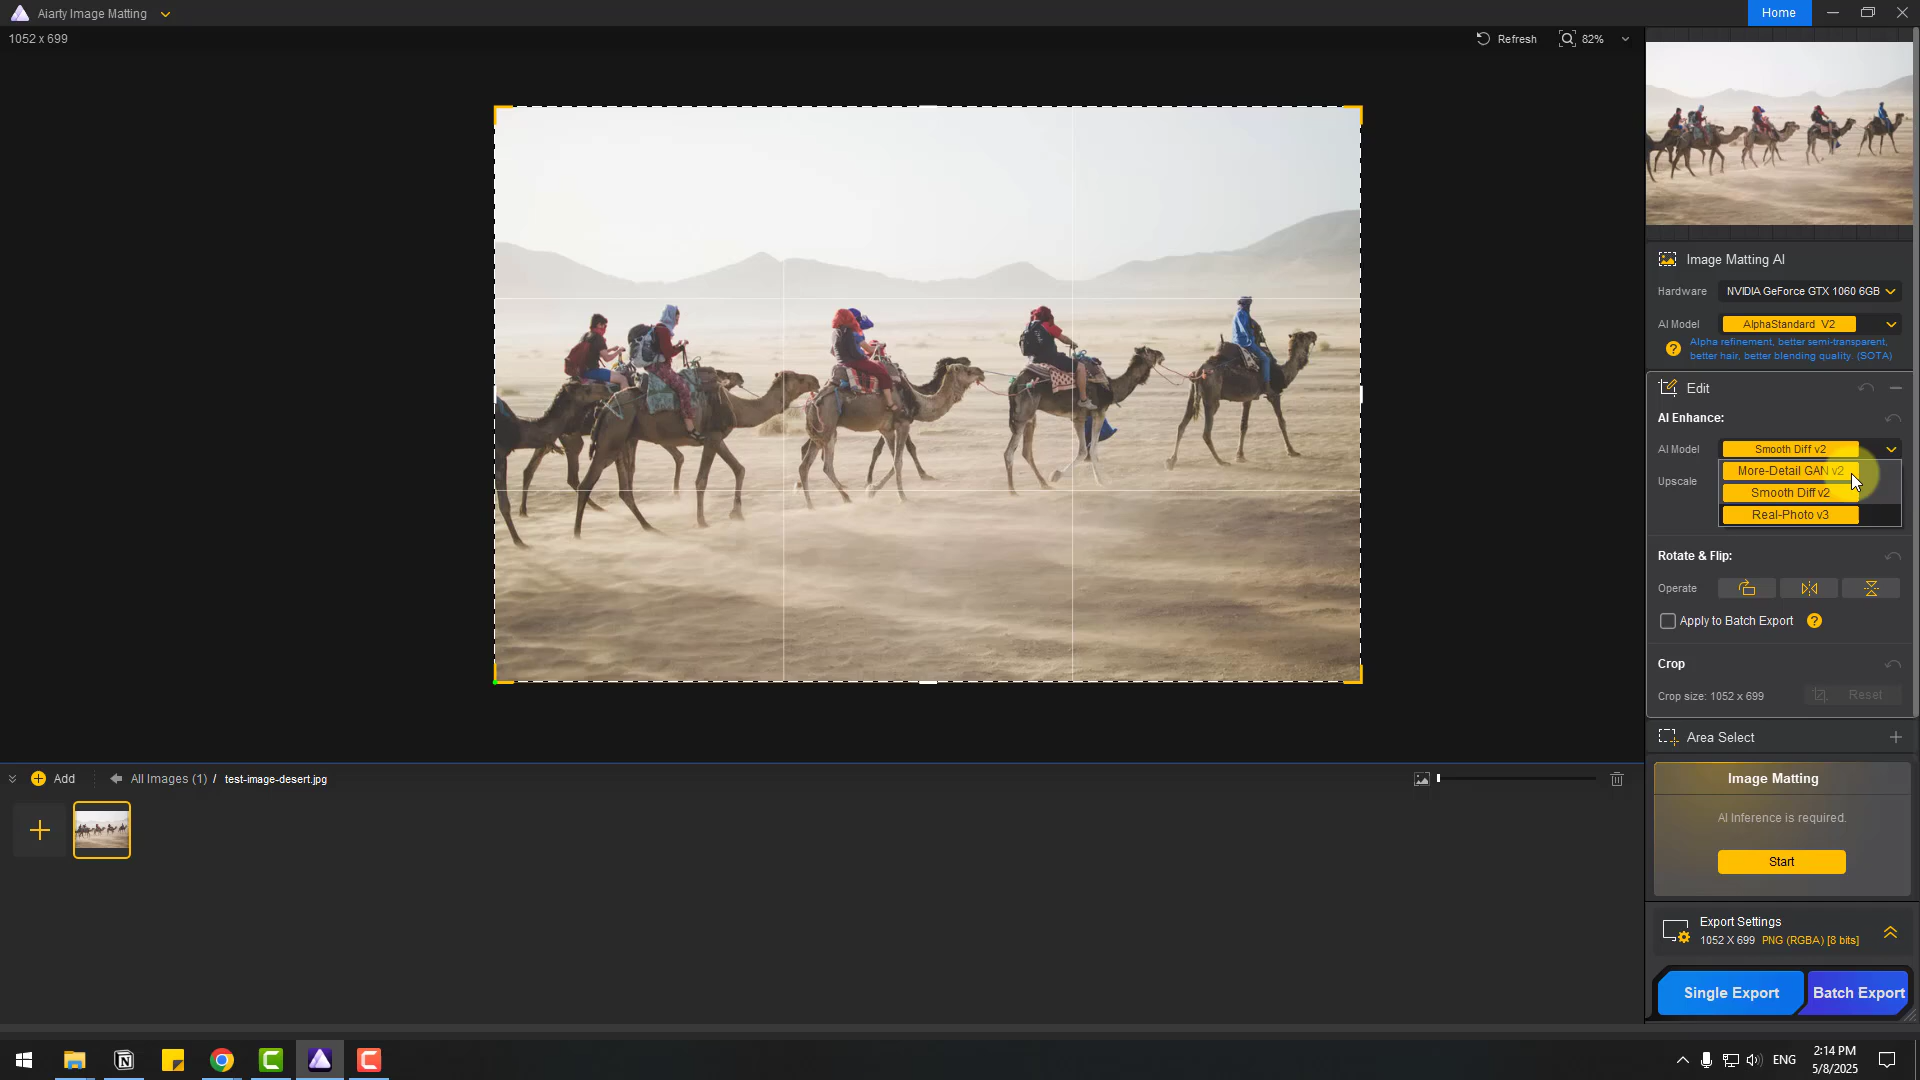 Aiarty Image Matting
Home
1052 x 699
Refresh
82%
Image Matting AI
Hardware
NVIDIA GeForce GTX 1060 6GB
AI Model
AlphaStandard V2
Alpha refinement, better semi-transparent,
better hair, better blending quality. (SOTA)
Edit
AI Enhance:
AI Model
Smooth Diff v2
More-Detail GAN v2
Upscale
Smooth Diff v2
Real-Photo v3
Rotate & Flip:
Operate
Apply to Batch Export
Crop
Crop size: 1052 x 699
Reset
Area Select
Add
All Images (1) / test-image-desert.jpg
Image Matting
AI Inference is required.
Start
Export Settings
1052 X 699 PNG (RGBA) [8 bits]
Single Export
Batch Export
ENG
2:14 PM
5/8/2025